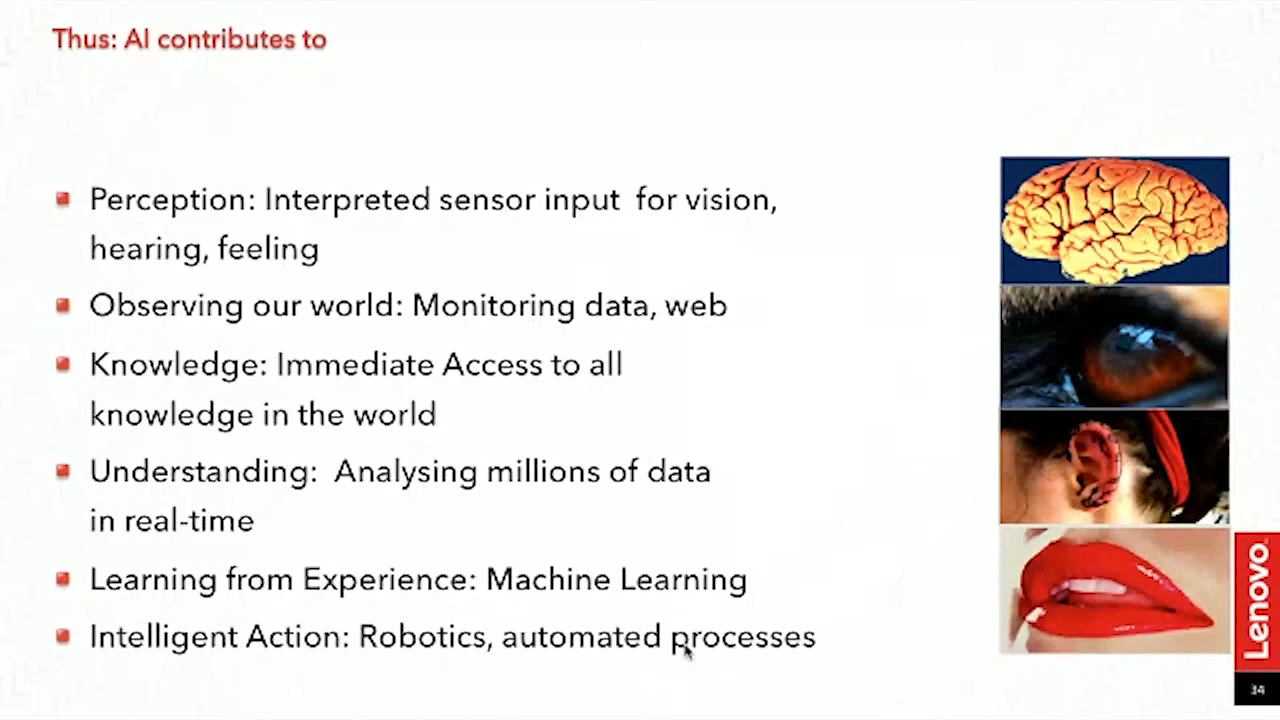 Thus: AI contributes to
Perception: Interpreted sensor input for vision,
hearing, feeling
Observing our world: Monitoring data, web
Knowledge: Immediate Access to all
knowledge in the world
Understanding: Analysing millions of data
in real-time
Learning from Experience: Machine Learning
Intelligent Action: Robotics, automated processes
Lenovo
34